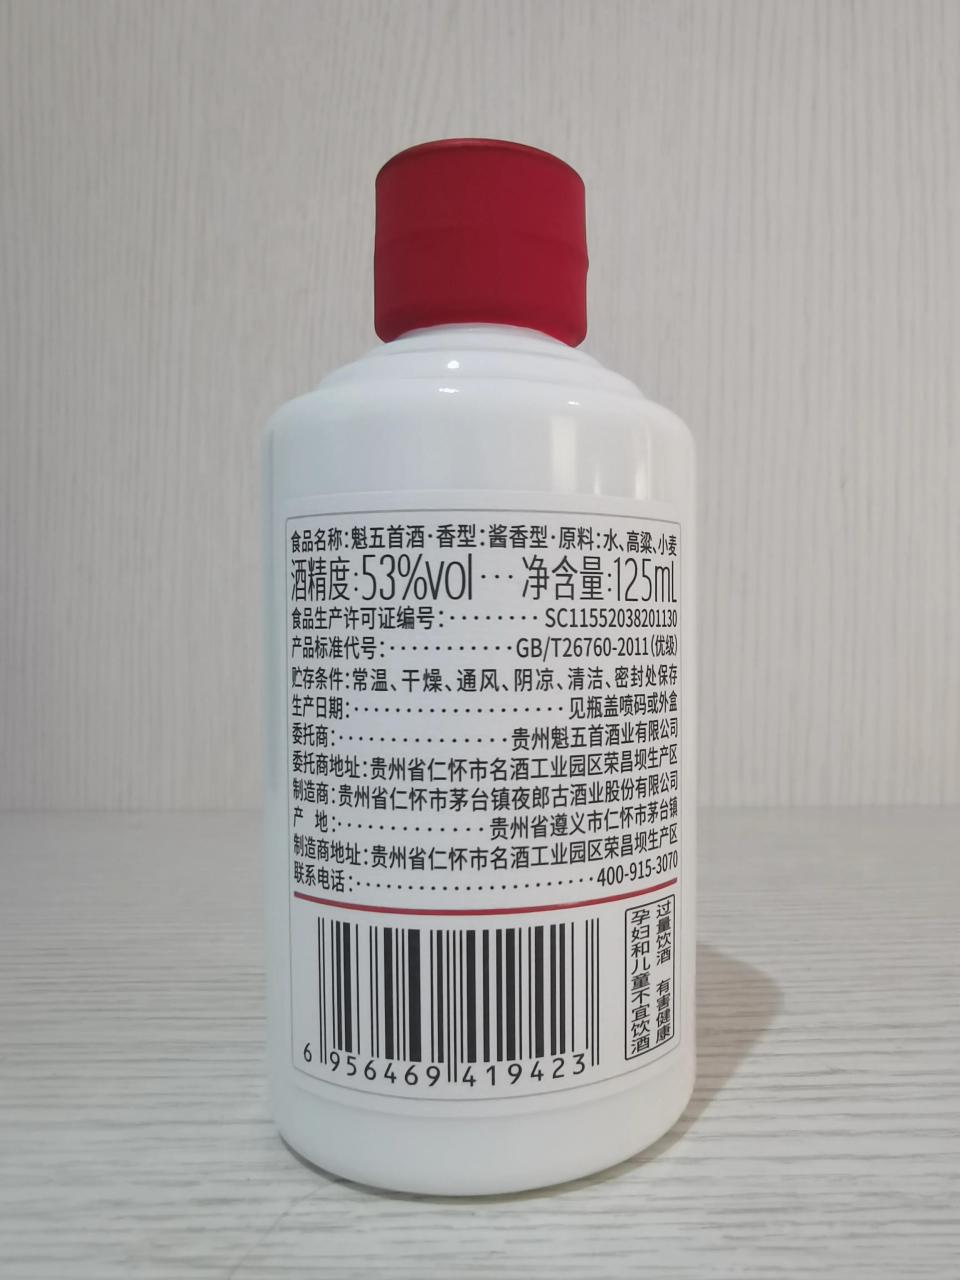 食品名称:魁五首酒·香型:酱香型·原料:水、高粱、小麦
酒精度:53%vol···净含量:125mL
食品生产许可证编号:········SC11552038201130
产品标准代号:···········GB/T26760-2011(优级)
贮存条件:常温、干燥、通风、阴凉、清洁、密封处保存
生产日期:···················见瓶盖喷码或外盒
委托商:···············贵州魁五首酒业有限公司
委托商地址:贵州省仁怀市名酒工业园区荣昌坝生产区
制造商:贵州省仁怀市茅台镇夜郎古酒业股份有限公司
产 地:·············贵州省遵义市仁怀市茅台镇
制造商地址:贵州省仁怀市名酒工业园区荣昌坝生产区
联系电话:·····················400-915-3070
过量饮酒 有害健康
孕妇和儿童不宜饮酒
6 956469 419423